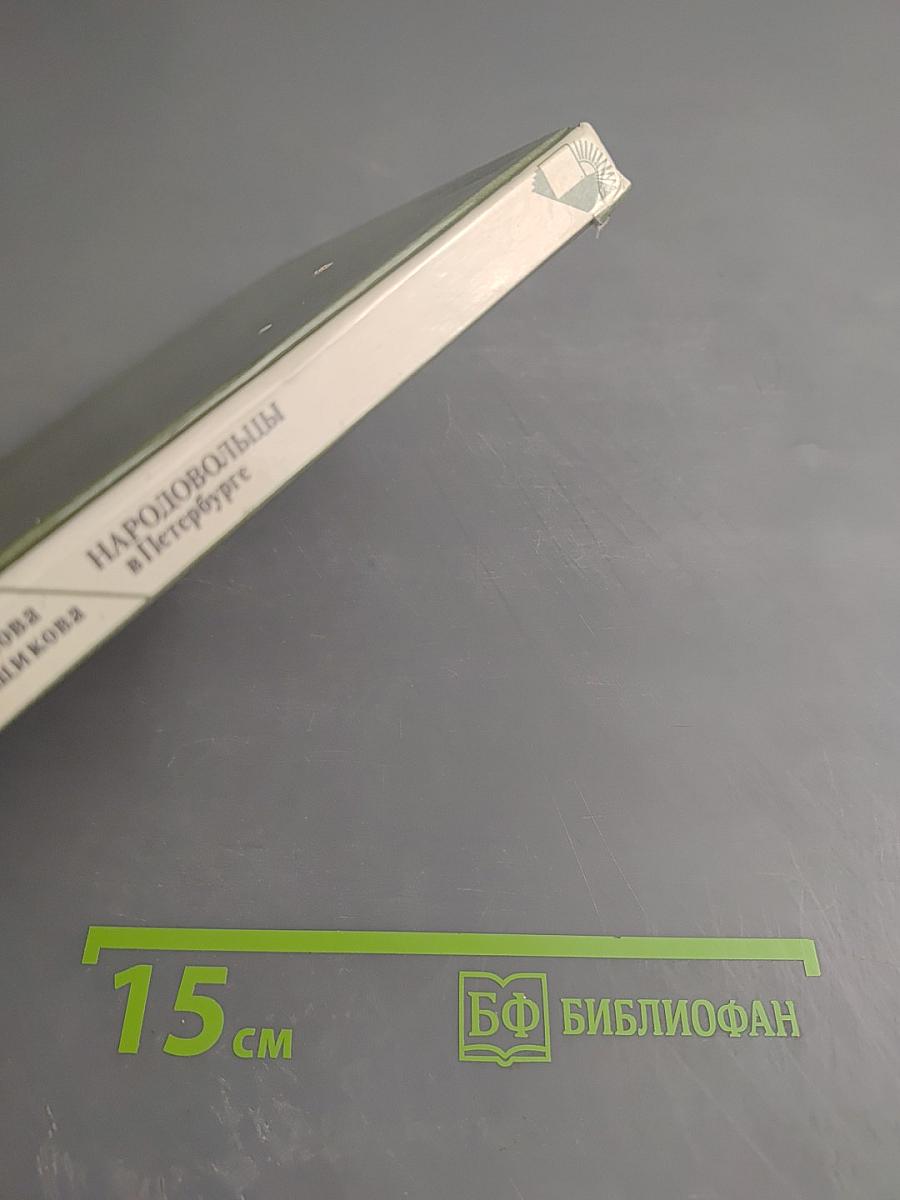 НАРОДОВОЛЬЦЫ
в Петербурге
15 см
БФ БИБЛИОФАН